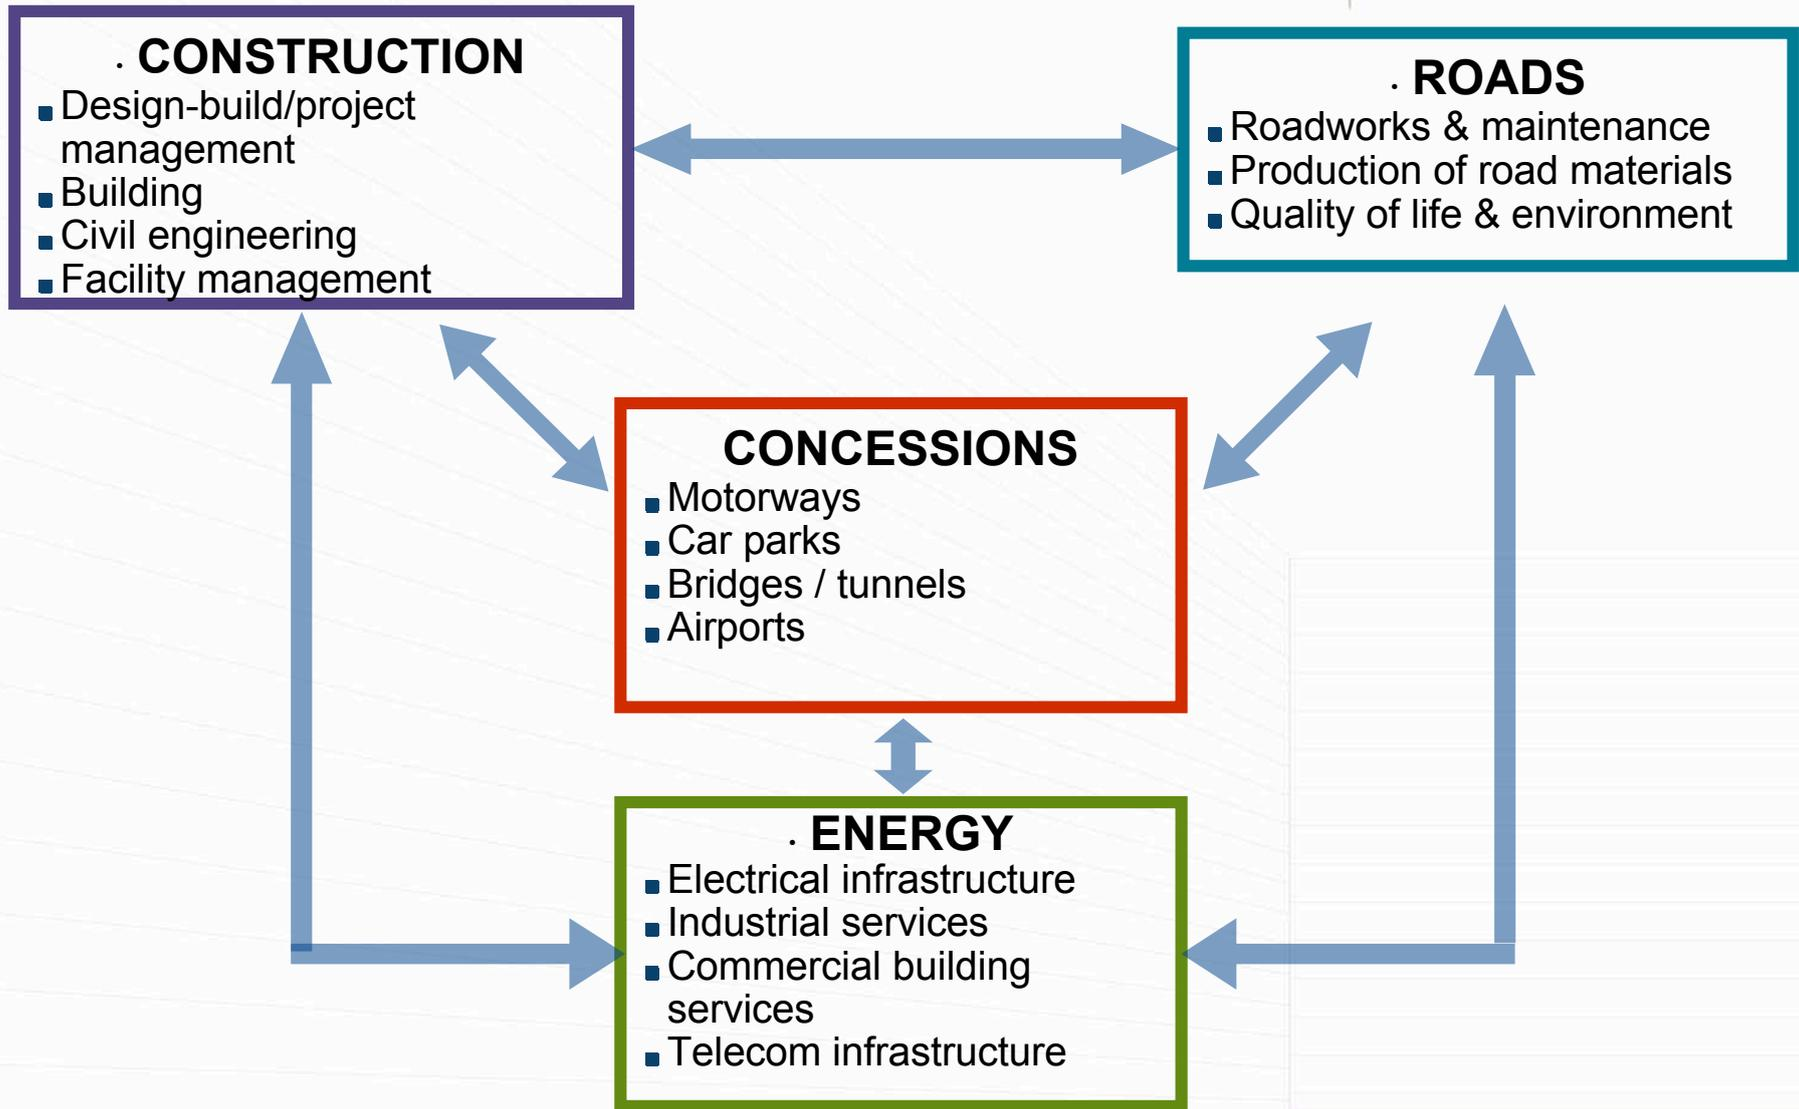 · CONSTRUCTION
▪ Design-build/project
management
▪ Building
▪ Civil engineering
▪ Facility management
· ROADS
▪ Roadworks & maintenance
▪ Production of road materials
▪ Quality of life & environment
CONCESSIONS
▪ Motorways
▪ Car parks
▪ Bridges / tunnels
▪ Airports
· ENERGY
▪ Electrical infrastructure
▪ Industrial services
▪ Commercial building
services
▪ Telecom infrastructure